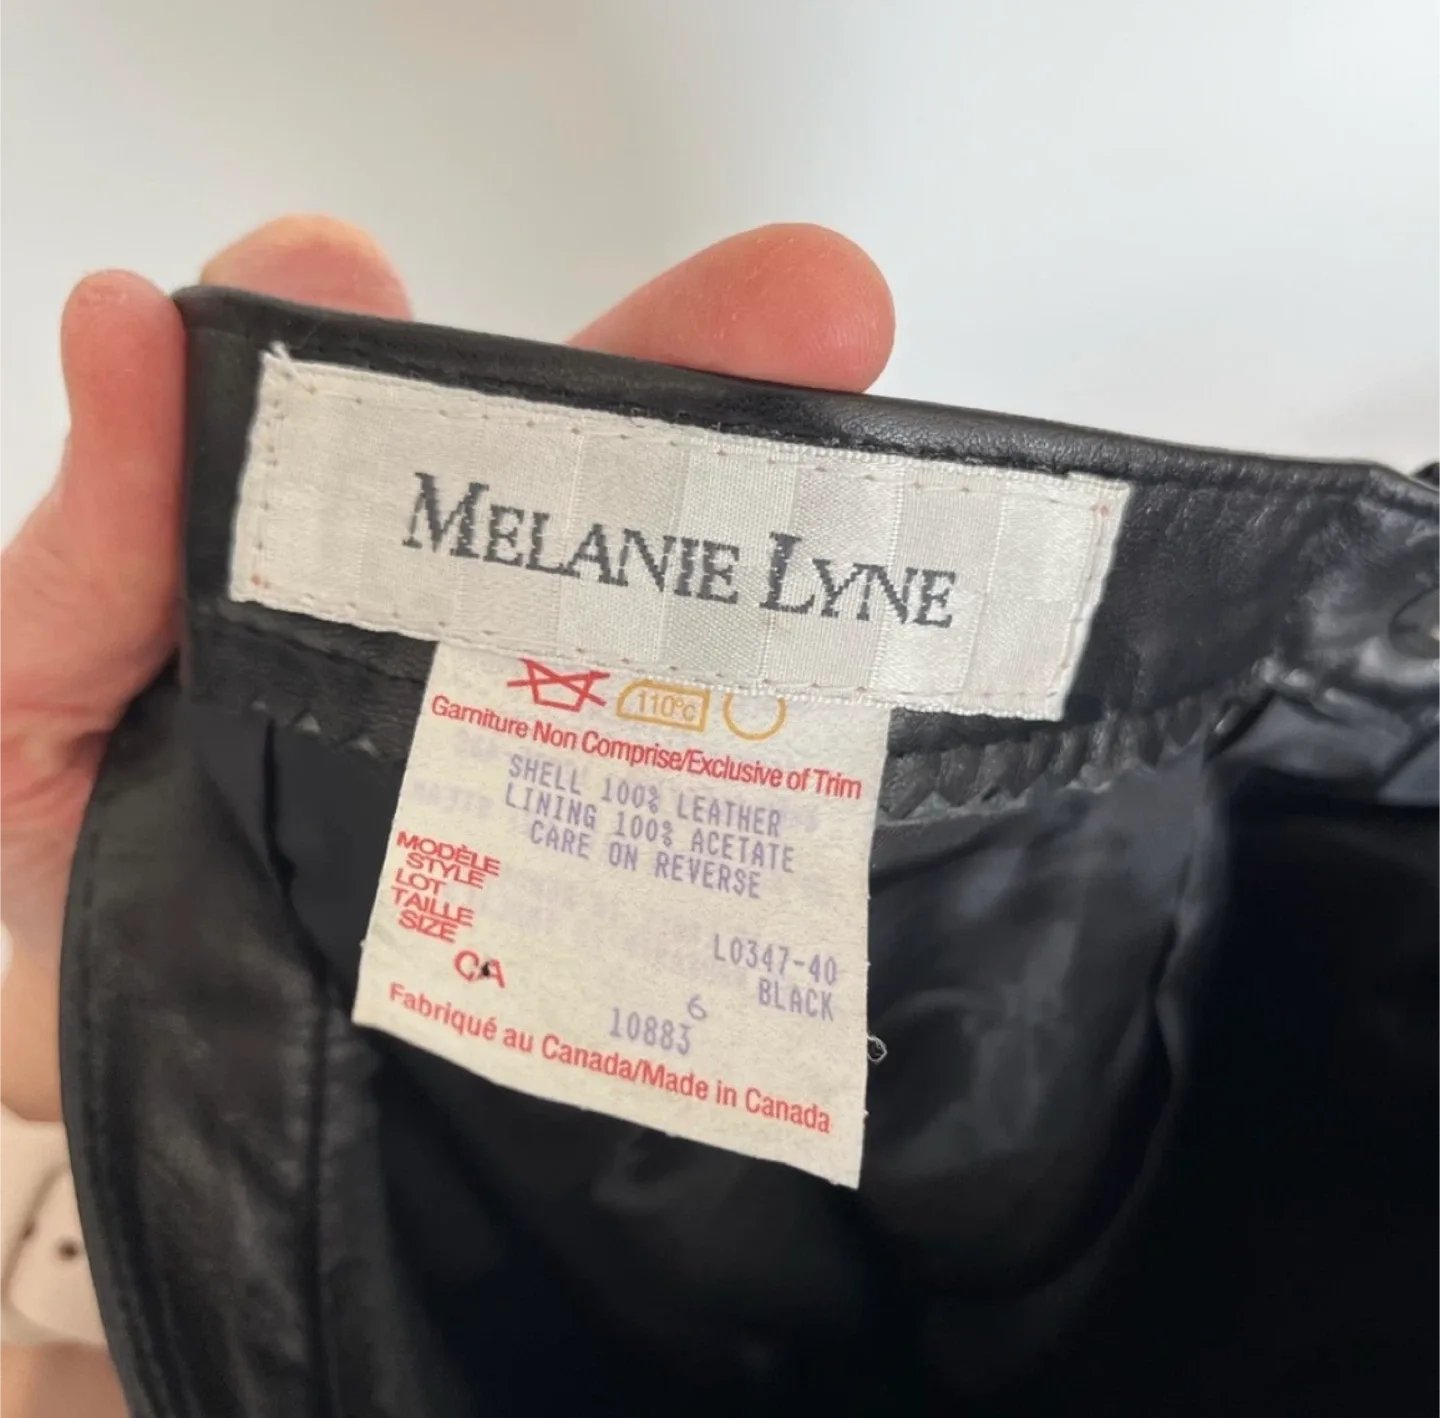 MELANIE LYNE
110°c
Garniture Non Comprise/Exclusive of Trim
SHELL 100% LEATHER
LINING 100% ACETATE
CARE ON REVERSE
MODÈLE
STYLE
LOT
TAILLE
SIZE
L0347-40
BLACK
CA
6
10883
Fabriqué au Canada/Made in Canada